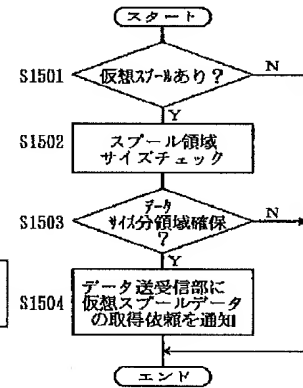 スタート
S1501
仮想スプールあり?
N
Y
S1502
スプール領域
サイズチェック
S1503
データ
サイズ分領域確保
?
N
Y
S1504
データ送受信部に
仮想スプールデータ
の取得依頼を通知
エンド